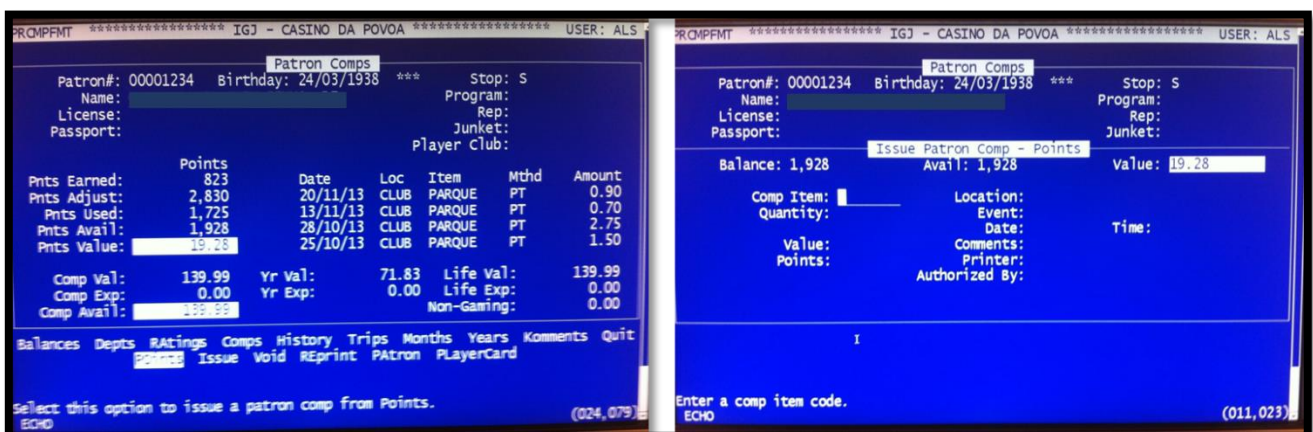 PRCMPFMT ***************** IGJ - CASINO DA POVOA ***************** USER: ALS
Patron Comps
Patron#: 00001234 Birthday: 24/03/1938 *** Stop: S
Name: Program:
License: Rep:
Passport: Junket:
Player Club:
Points
Pnts Earned: 823 Date Loc Item Mthd Amount
Pnts Adjust: 2,830 20/11/13 CLUB PARQUE PT 0.90
Pnts Used: 1,725 13/11/13 CLUB PARQUE PT 0.70
Pnts Avail: 1,928 28/10/13 CLUB PARQUE PT 2.75
Pnts Value: 19.28 25/10/13 CLUB PARQUE PT 1.50
Comp Val: 139.99 Yr Val: 71.83 Life Val: 139.99
Comp Exp: 0.00 Yr Exp: 0.00 Life Exp: 0.00
Comp Avail: 139.99 Non-Gaming: 0.00
Balances Depts RAtings Comps History Trips Months Years Komments Quit
POints Issue Void REprint PAtron PLayerCard
Select this option to issue a patron comp from Points.
ECHO (024,079)
PRCMPFMT ***************** IGJ - CASINO DA POVOA ***************** USER: ALS
Patron Comps
Patron#: 00001234 Birthday: 24/03/1938 *** Stop: S
Name: Program:
License: Rep:
Passport: Junket:
Issue Patron Comp - Points
Balance: 1,928 Avail: 1,928 Value: 19.28
Comp Item: Location:
Quantity: Event:
Date: Time:
Value: Comments:
Points: Printer:
Authorized By:
Enter a comp item code.
ECHO (011,023)